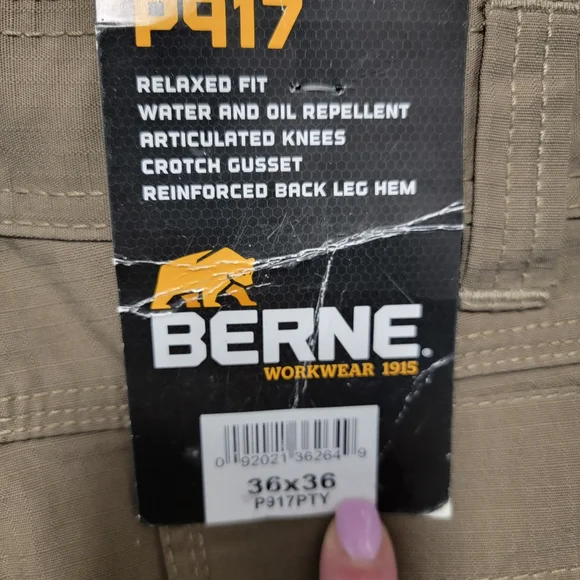 P917
RELAXED FIT
WATER AND OIL REPELLENT
ARTICULATED KNEES
CROTCH GUSSET
REINFORCED BACK LEG HEM
BERNE.
WORKWEAR 1915
0 92021 36264 9
36x36
P917PTY